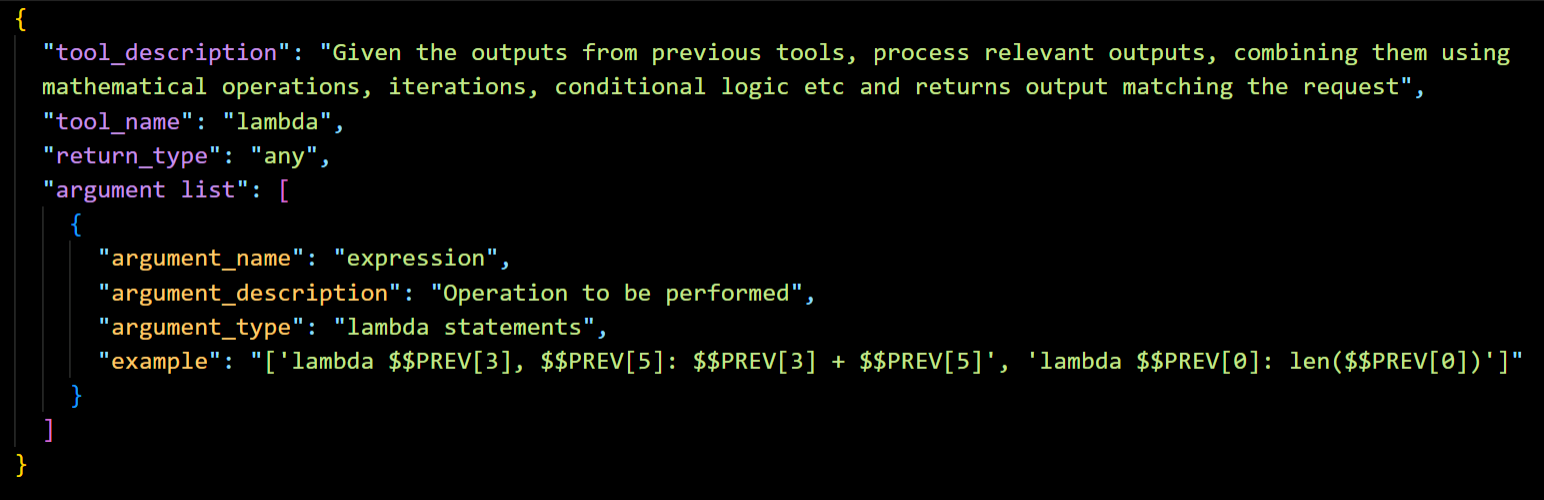 {
"tool_description": "Given the outputs from previous tools, process relevant outputs, combining them using
mathematical operations, iterations, conditional logic etc and returns output matching the request",
"tool_name": "lambda",
"return_type": "any",
"argument list": [
{
"argument_name": "expression",
"argument_description": "Operation to be performed",
"argument_type": "lambda statements",
"example": "['lambda $$PREV[3], $$PREV[5]: $$PREV[3] + $$PREV[5]', 'lambda $$PREV[0]: len($$PREV[0])']"
}
]
}